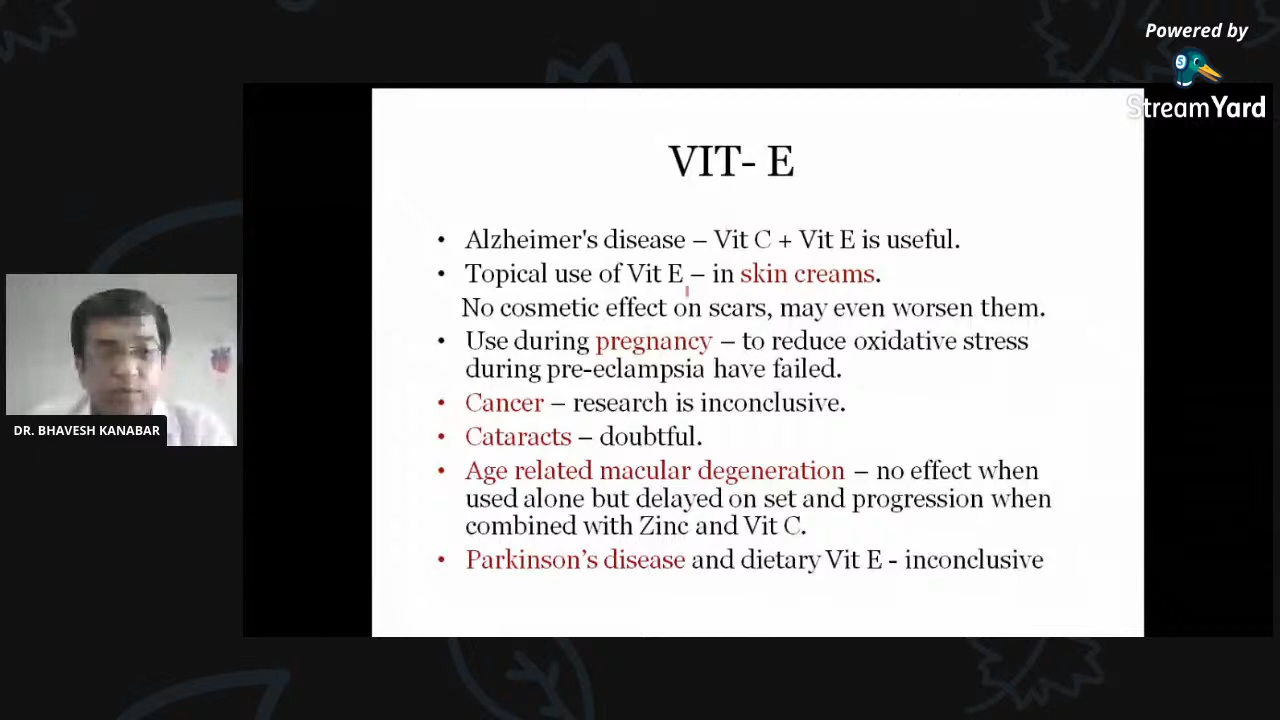 Powered by
StreamYard
VIT- E
• Alzheimer's disease – Vit C + Vit E is useful.
• Topical use of Vit E – in skin creams.
No cosmetic effect on scars, may even worsen them.
• Use during pregnancy – to reduce oxidative stress
during pre-eclampsia have failed.
• Cancer – research is inconclusive.
• Cataracts – doubtful.
• Age related macular degeneration – no effect when
used alone but delayed on set and progression when
combined with Zinc and Vit C.
• Parkinson’s disease and dietary Vit E - inconclusive
DR. BHAVESH KANABAR